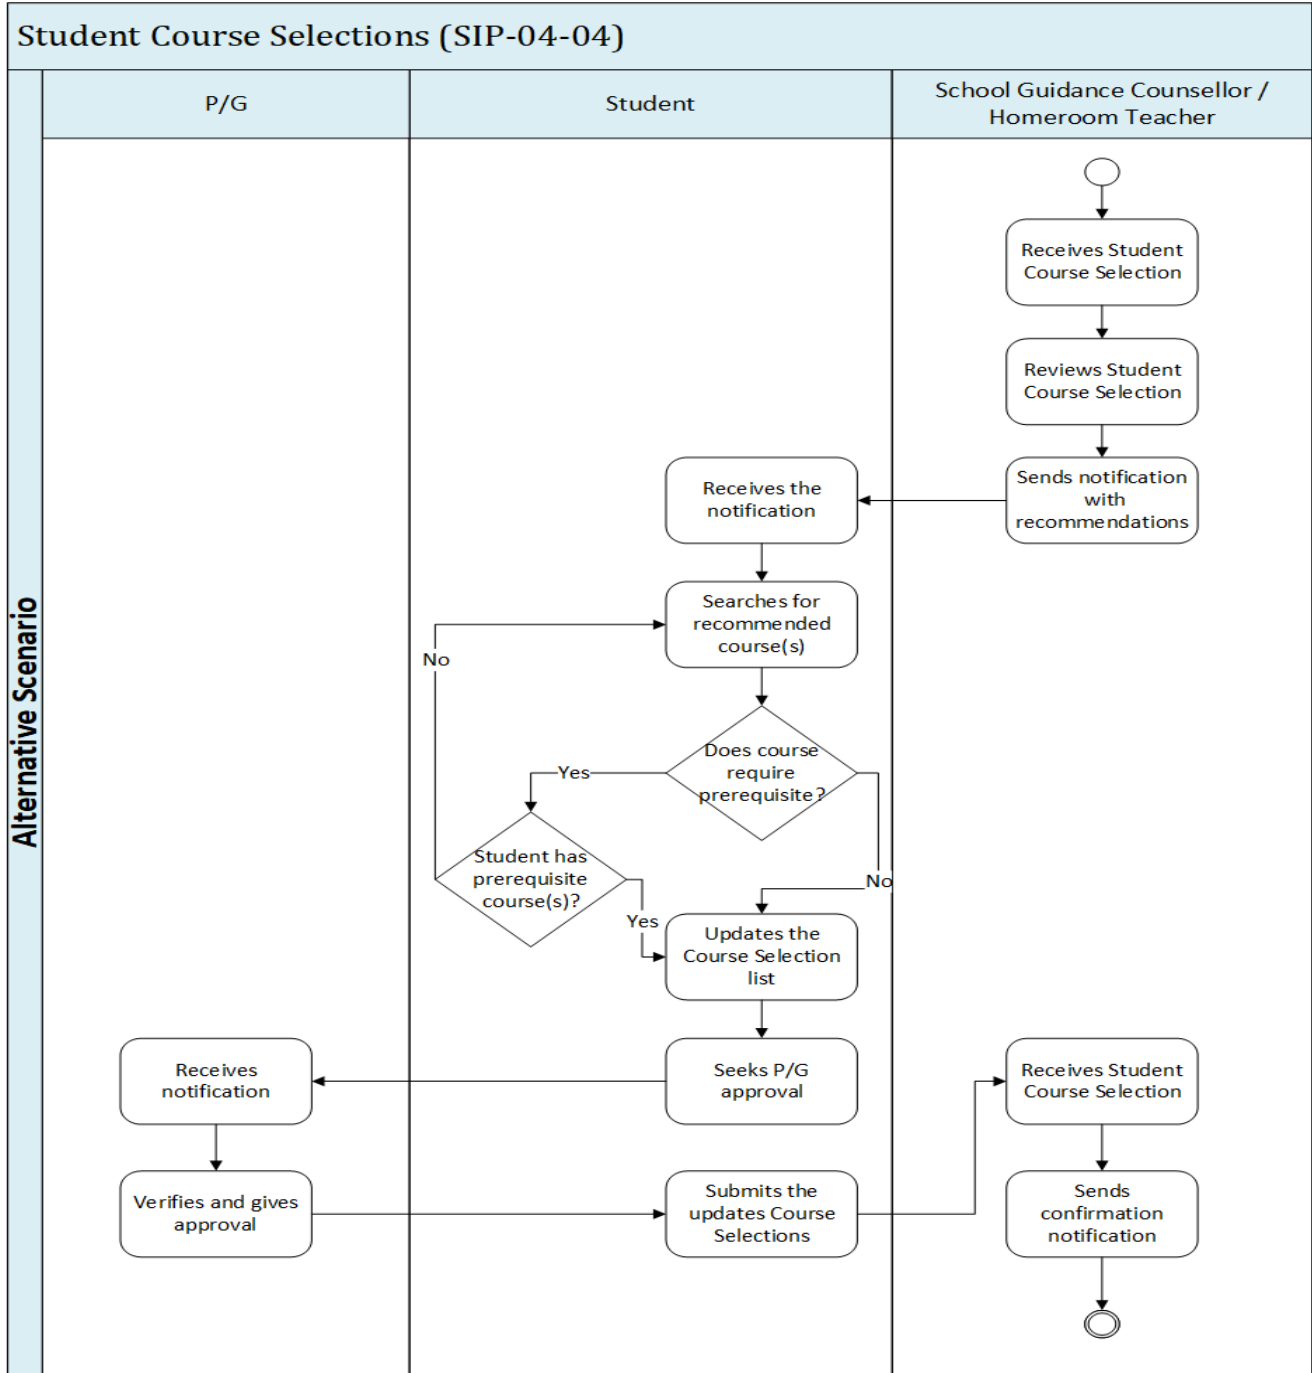 Student Course Selections (SIP-04-04)
P/G
Student
School Guidance Counsellor /
Homeroom Teacher
Alternative Scenario
Receives Student
Course Selection
Reviews Student
Course Selection
Sends notification
with
recommendations
Receives the
notification
Searches for
recommended
course(s)
No
Does course
require
prerequisite?
Yes
No
Student has
prerequisite
course(s)?
Yes
Updates the
Course Selection
list
Seeks P/G
approval
Receives
notification
Verifies and gives
approval
Submits the
updates Course
Selections
Receives Student
Course Selection
Sends
confirmation
notification